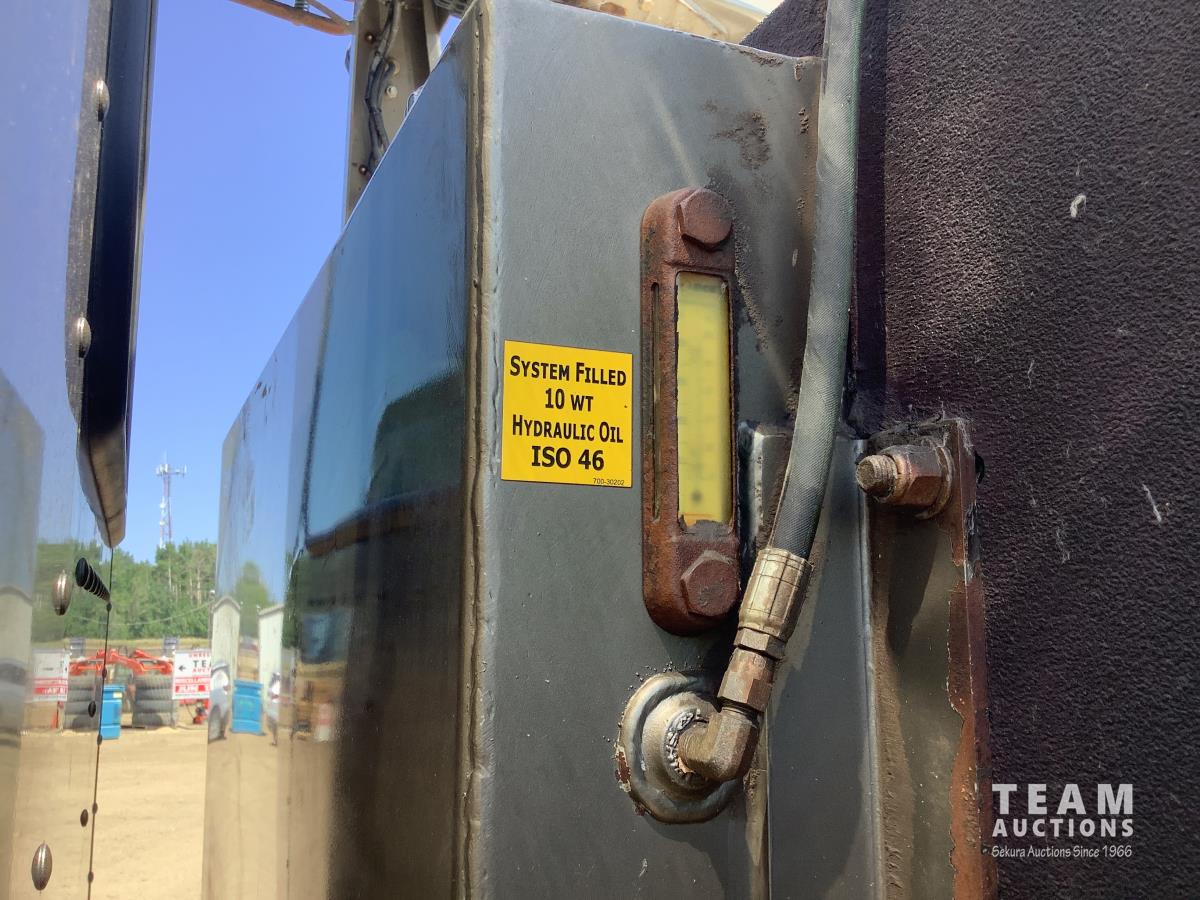 SYSTEM FILLED
10 WT
HYDRAULIC OIL
ISO 46
700-30202
TEAM
AUCTIONS
Sekura Auctions Since 1966